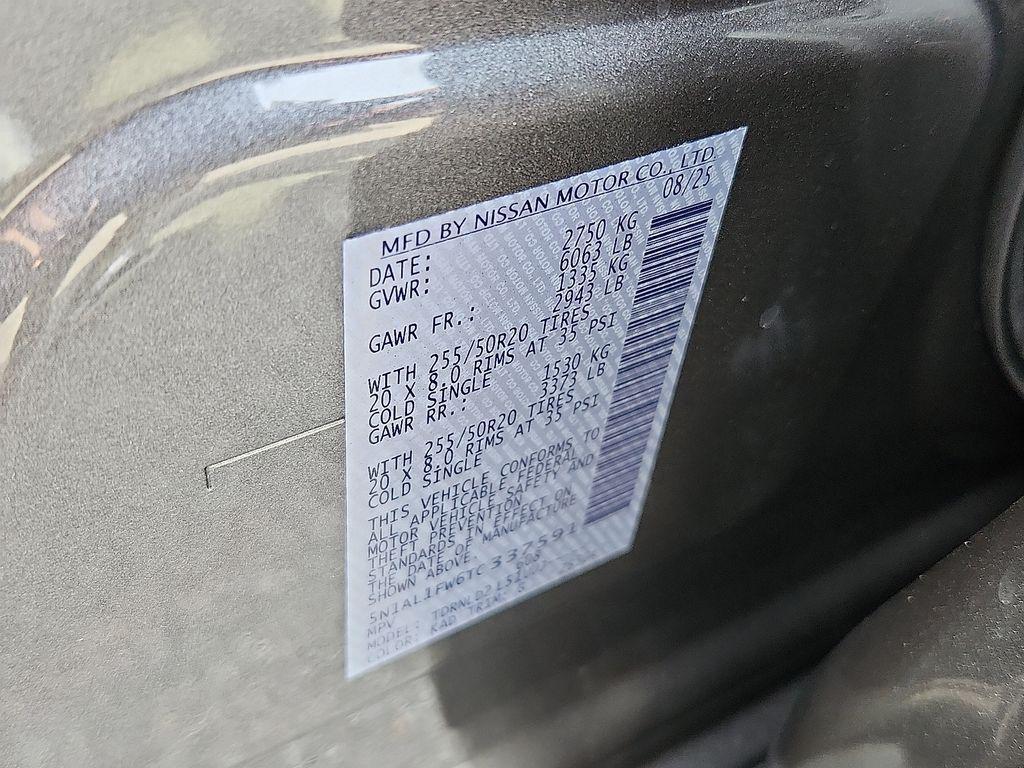 MFD BY NISSAN MOTOR CO., LTD.
DATE: 08/25
GVWR: 2750 KG
6063 LB
GAWR FR.: 1335 KG
2943 LB
WITH 255/50R20 TIRES
20 X 8.0 RIMS AT 35 PSI
COLD SINGLE
GAWR RR.: 1530 KG
3373 LB
WITH 255/50R20 TIRES
20 X 8.0 RIMS AT 35 PSI
COLD SINGLE
THIS VEHICLE CONFORMS TO
ALL APPLICABLE FEDERAL
MOTOR VEHICLE SAFETY AND
THEFT PREVENTION
STANDARDS IN EFFECT ON
THE DATE OF MANUFACTURE
SHOWN ABOVE.
5N1AL1FW6TC337591
MPV
MODEL:
COLOR: KAD TRIM: G